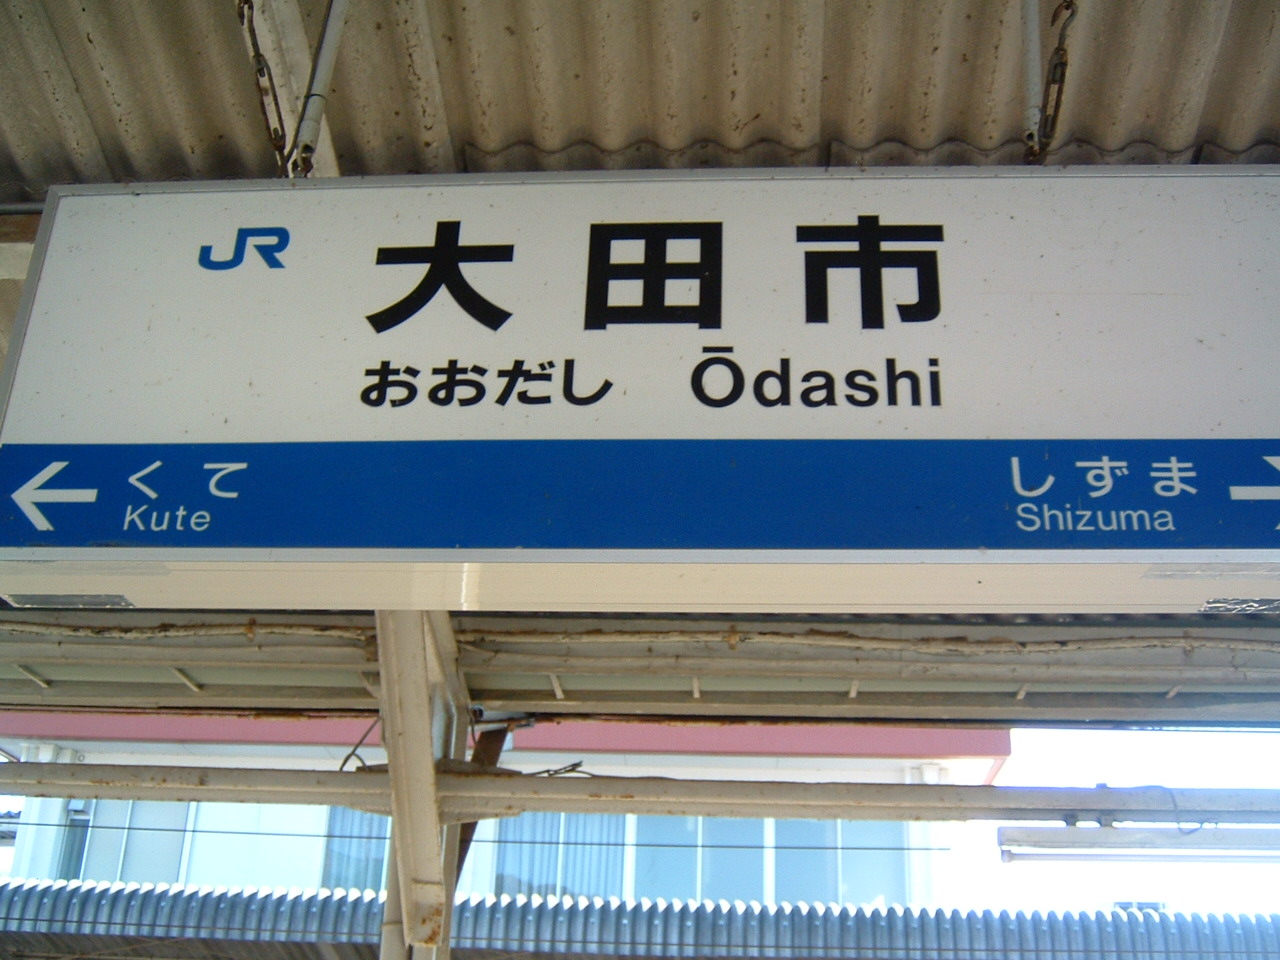 JR 大田市
おおだし Ōdashi
← くて しずま →
Kute Shizuma